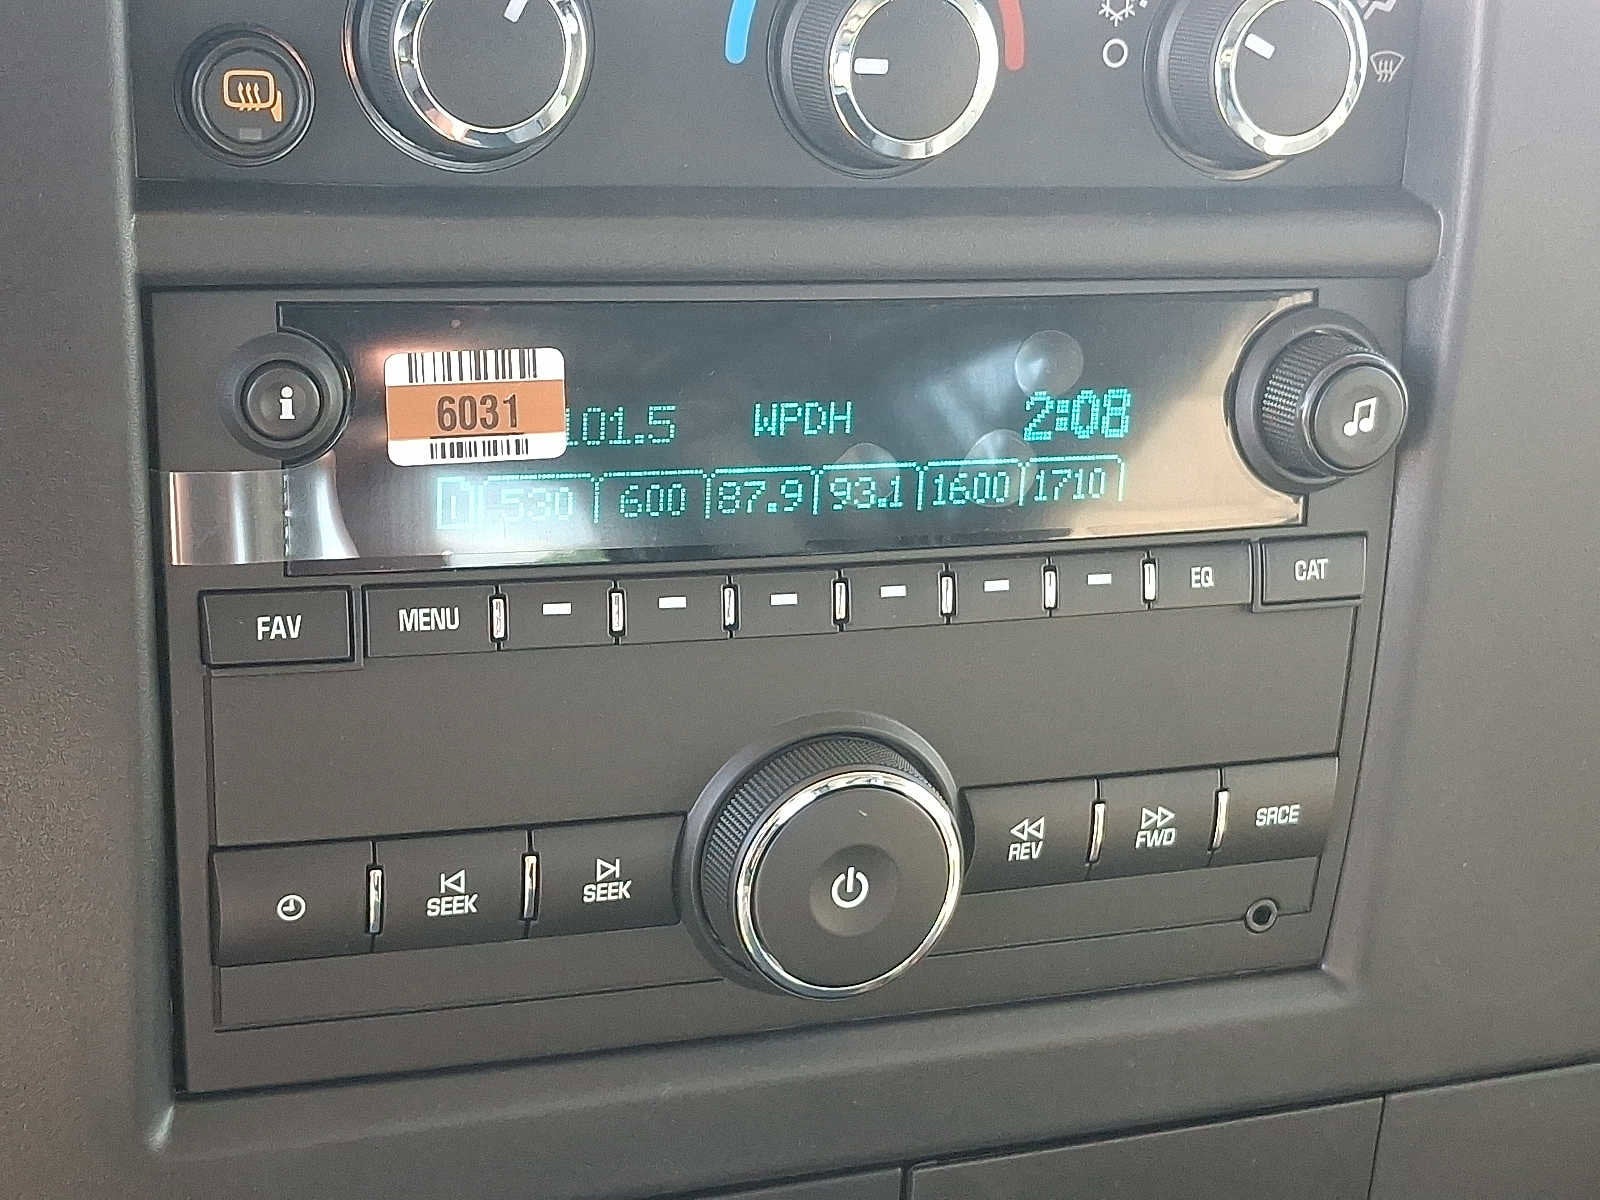 6031
101.5 WPDH 2:08
1 530 600 87.9 93.1 1600 1710
FAV MENU EQ CAT
SEEK SEEK REV FWD SRCE